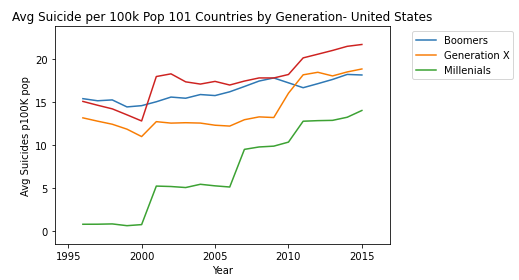 Avg Suicide per 100k Pop 101 Countries by Generation- United States
Boomers
Generation X
Millenials
Avg Suicides p100K pop
20
15
10
5
0
1995 2000 2005 2010 2015
Year